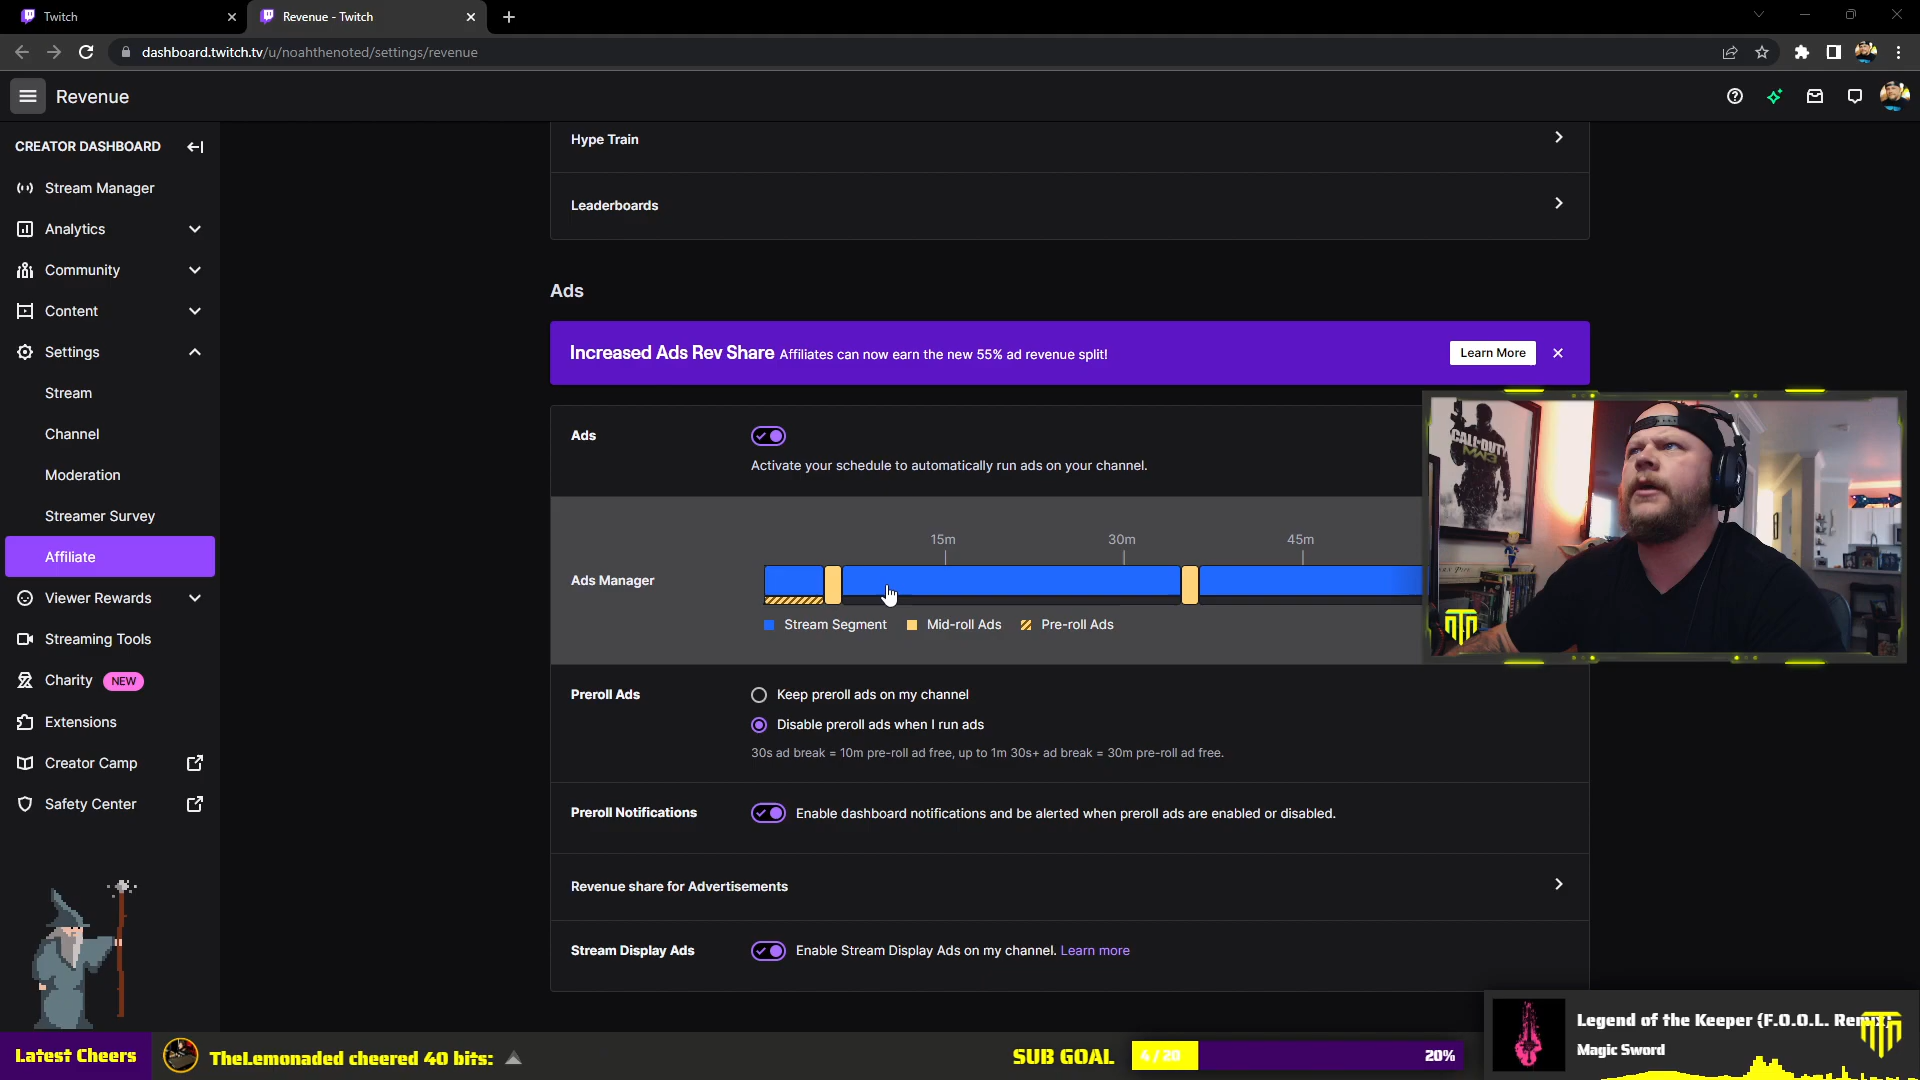 Twitch
Revenue - Twitch
dashboard.twitch.tv/u/noahthenoted/settings/revenue
Revenue
CREATOR DASHBOARD
Stream Manager
Analytics
Community
Content
Settings
Stream
Channel
Moderation
Streamer Survey
Affiliate
Viewer Rewards
Streaming Tools
Charity NEW
Extensions
Creator Camp
Safety Center
Hype Train
Leaderboards
Ads
Increased Ads Rev Share Affiliates can now earn the new 55% ad revenue split!
Learn More
Ads
Activate your schedule to automatically run ads on your channel.
15m 30m 45m
Ads Manager
Stream Segment Mid-roll Ads Pre-roll Ads
Preroll Ads
Keep preroll ads on my channel
Disable preroll ads when I run ads
30s ad break = 10m pre-roll ad free, up to 1m 30s+ ad break = 30m pre-roll ad free.
Preroll Notifications
Enable dashboard notifications and be alerted when preroll ads are enabled or disabled.
Revenue share for Advertisements
Stream Display Ads
Enable Stream Display Ads on my channel. Learn more
CALL·DUTY
MW3
Latest Cheers
TheLemonaded cheered 40 bits:
SUB GOAL
4 / 20
20%
Legend of the Keeper (F.O.O.L. Remix)
Magic Sword